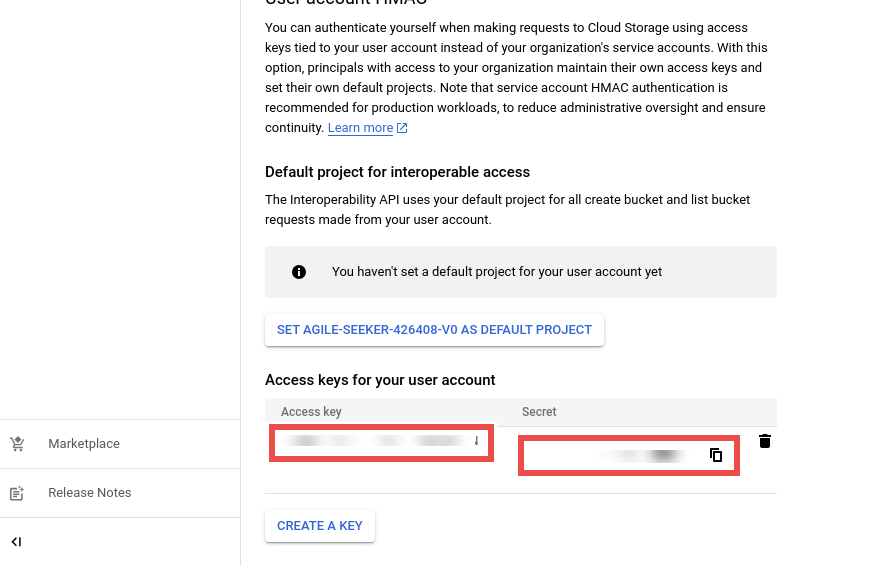 User account HMAC
You can authenticate yourself when making requests to Cloud Storage using access
keys tied to your user account instead of your organization's service accounts. With this
option, principals with access to your organization maintain their own access keys and
set their own default projects. Note that service account HMAC authentication is
recommended for production workloads, to reduce administrative oversight and ensure
continuity. Learn more
Default project for interoperable access
The Interoperability API uses your default project for all create bucket and list bucket
requests made from your user account.
You haven't set a default project for your user account yet
SET AGILE-SEEKER-426408-V0 AS DEFAULT PROJECT
Access keys for your user account
Access key Secret
Marketplace
Release Notes
CREATE A KEY